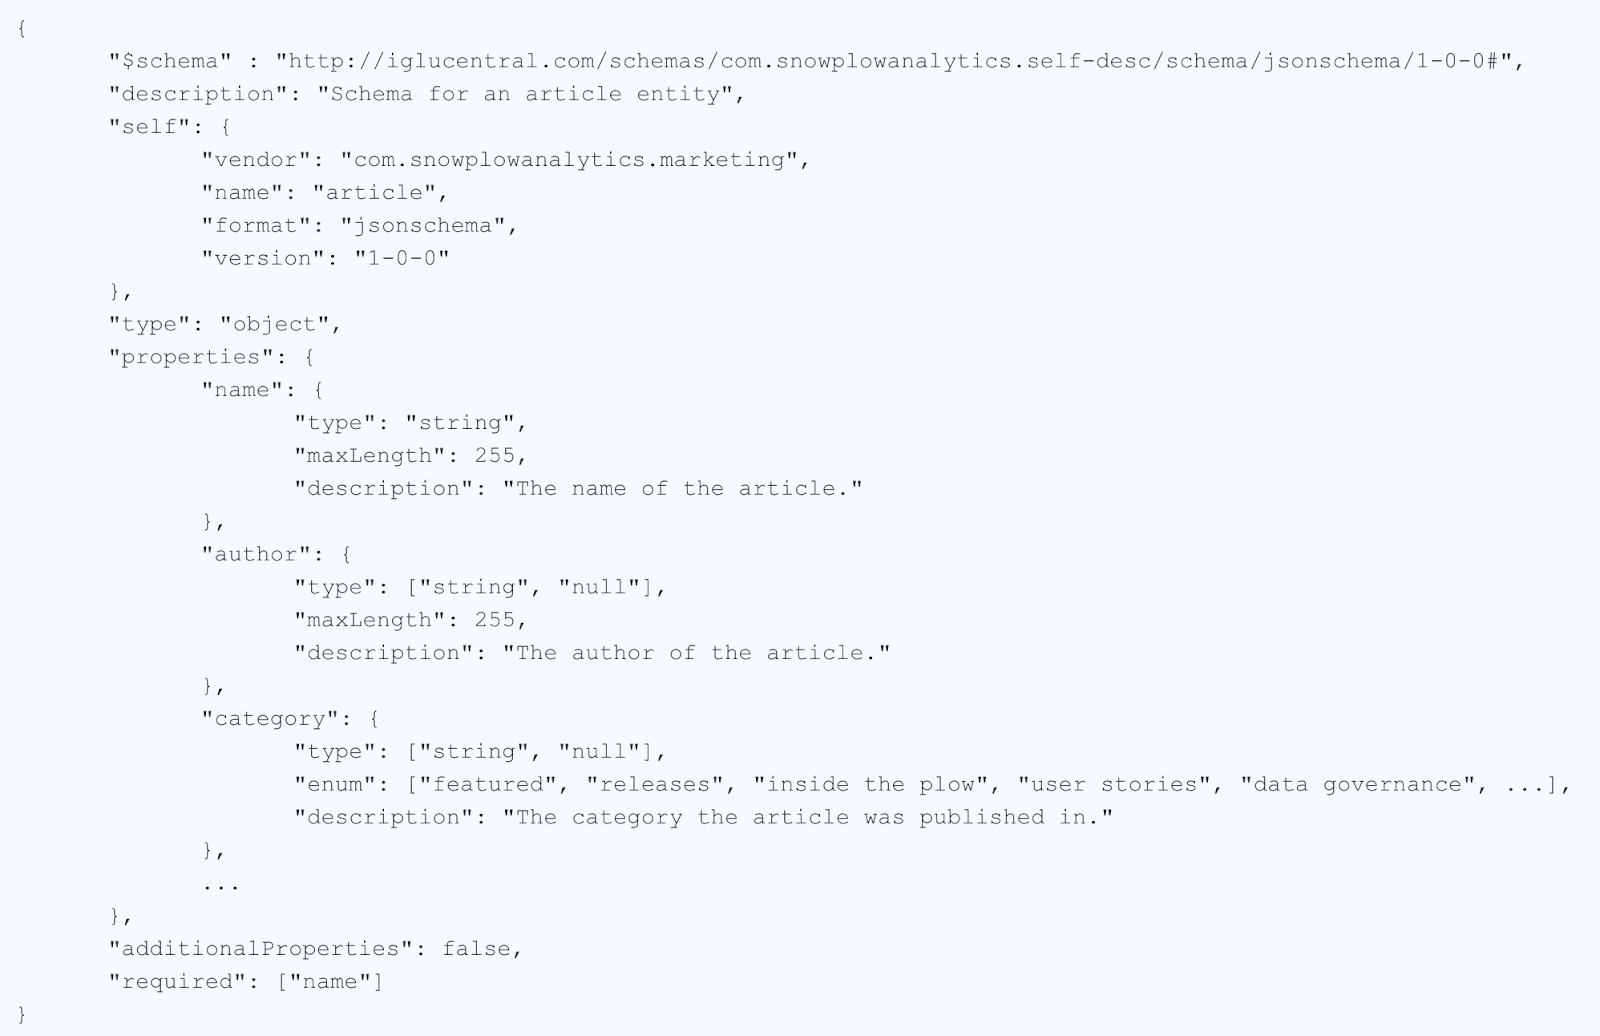 {
"$schema" : "http://iglucentral.com/schemas/com.snowplowanalytics.self-desc/schema/jsonschema/1-0-0#",
"description": "Schema for an article entity",
"self": {
"vendor": "com.snowplowanalytics.marketing",
"name": "article",
"format": "jsonschema",
"version": "1-0-0"
},
"type": "object",
"properties": {
"name": {
"type": "string",
"maxLength": 255,
"description": "The name of the article."
},
"author": {
"type": ["string", "null"],
"maxLength": 255,
"description": "The author of the article."
},
"category": {
"type": ["string", "null"],
"enum": ["featured", "releases", "inside the plow", "user stories", "data governance", ...],
"description": "The category the article was published in."
},
...
},
"additionalProperties": false,
"required": ["name"]
}